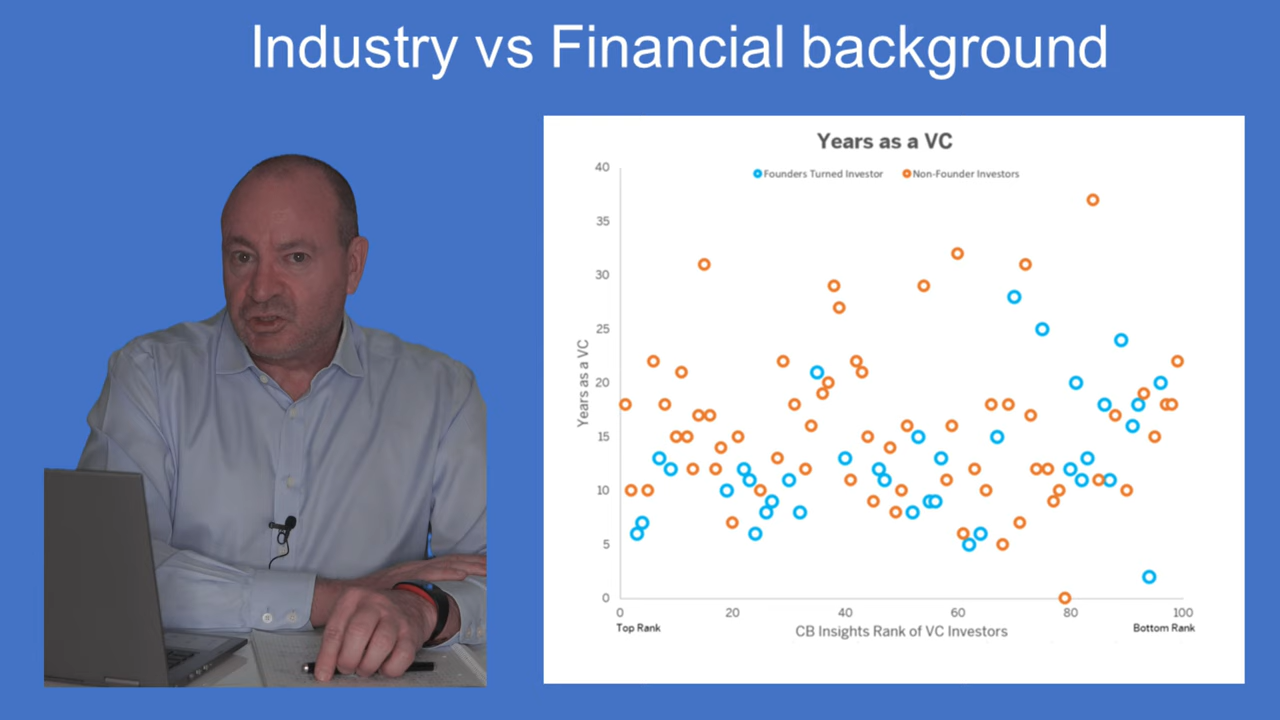 Industry vs Financial background
Years as a VC
Founders Turned Investor Non-Founder Investors
40
35
30
25
20
15
10
5
0
Years as a VC
0 20 40 60 80 100
Top Rank CB Insights Rank of VC Investors Bottom Rank